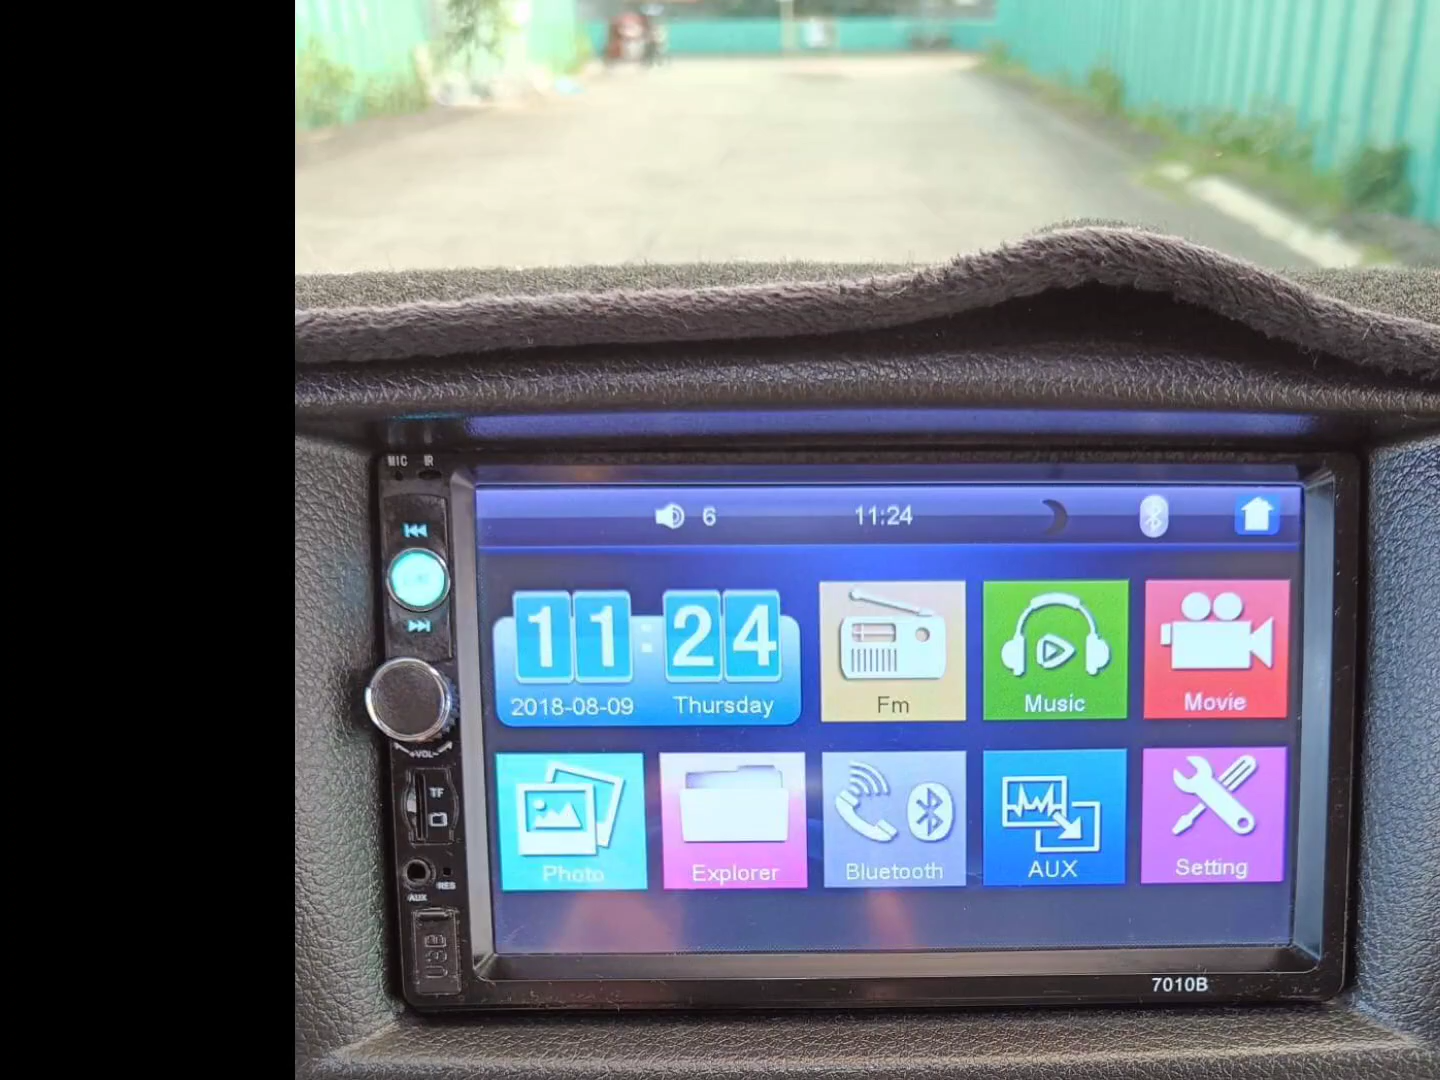 MIC IR
6 11:24
11:24
2018-08-09 Thursday
Fm
Music
Movie
+VOL-
TF
Photo
Explorer
Bluetooth
AUX
Setting
RES
AUX
USB
7010B